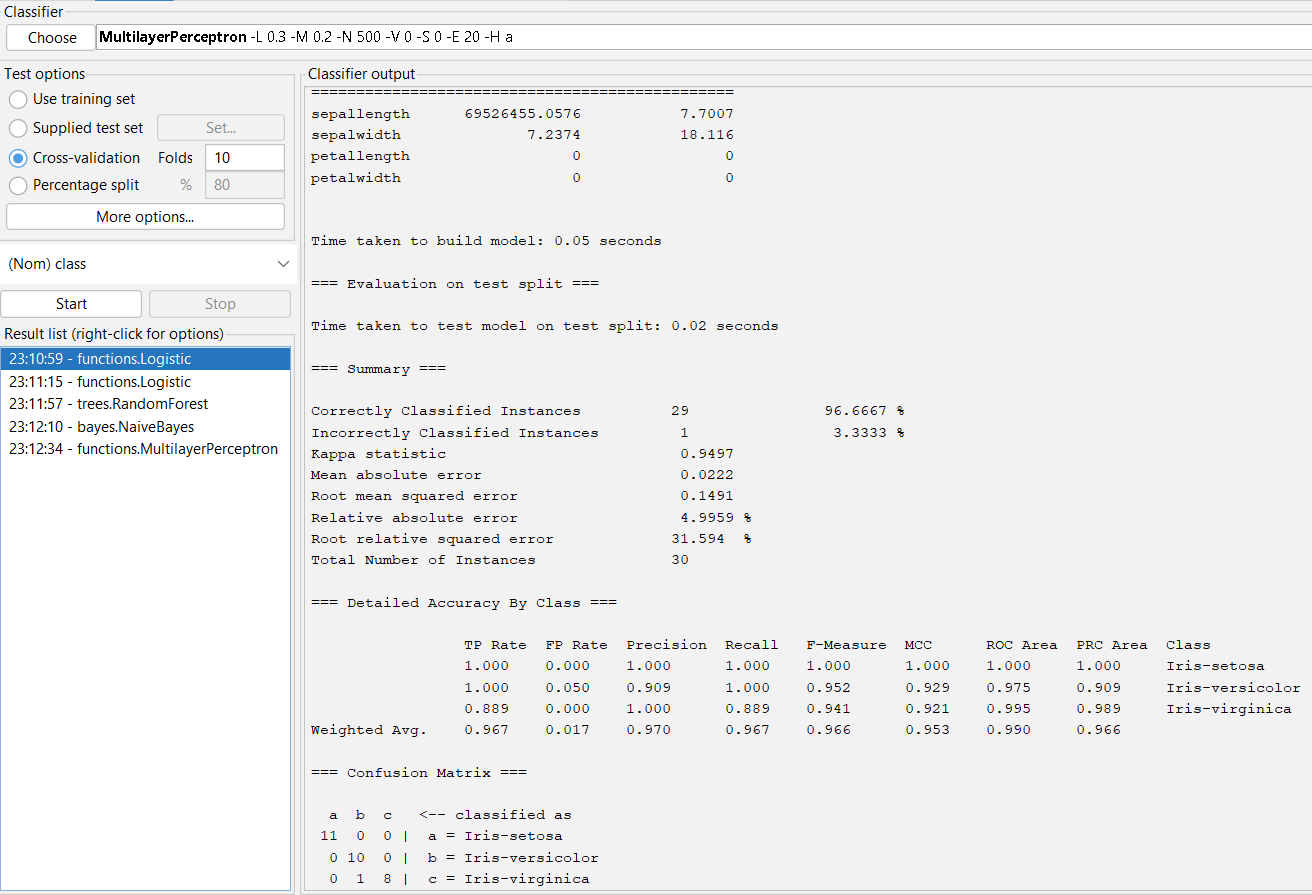 Classifier
Choose MultilayerPerceptron -L 0.3 -M 0.2 -N 500 -V 0 -S 0 -E 20 -H a
Test options
Use training set
Supplied test set Set...
Cross-validation Folds 10
Percentage split % 80
More options...
(Nom) class
Start Stop
Result list (right-click for options)
23:10:59 - functions.Logistic
23:11:15 - functions.Logistic
23:11:57 - trees.RandomForest
23:12:10 - bayes.NaiveBayes
23:12:34 - functions.MultilayerPerceptron
Classifier output
===============================================
sepallength 69526455.0576 7.7007
sepalwidth 7.2374 18.116
petallength 0 0
petalwidth 0 0
Time taken to build model: 0.05 seconds
=== Evaluation on test split ===
Time taken to test model on test split: 0.02 seconds
=== Summary ===
Correctly Classified Instances 29 96.6667 %
Incorrectly Classified Instances 1 3.3333 %
Kappa statistic 0.9497
Mean absolute error 0.0222
Root mean squared error 0.1491
Relative absolute error 4.9959 %
Root relative squared error 31.594 %
Total Number of Instances 30
=== Detailed Accuracy By Class ===
TP Rate FP Rate Precision Recall F-Measure MCC ROC Area PRC Area Class
1.000 0.000 1.000 1.000 1.000 1.000 1.000 1.000 Iris-setosa
1.000 0.050 0.909 1.000 0.952 0.929 0.975 0.909 Iris-versicolor
0.889 0.000 1.000 0.889 0.941 0.921 0.995 0.989 Iris-virginica
Weighted Avg. 0.967 0.017 0.970 0.967 0.966 0.953 0.990 0.966
=== Confusion Matrix ===
a b c <-- classified as
11 0 0 | a = Iris-setosa
0 10 0 | b = Iris-versicolor
0 1 8 | c = Iris-virginica